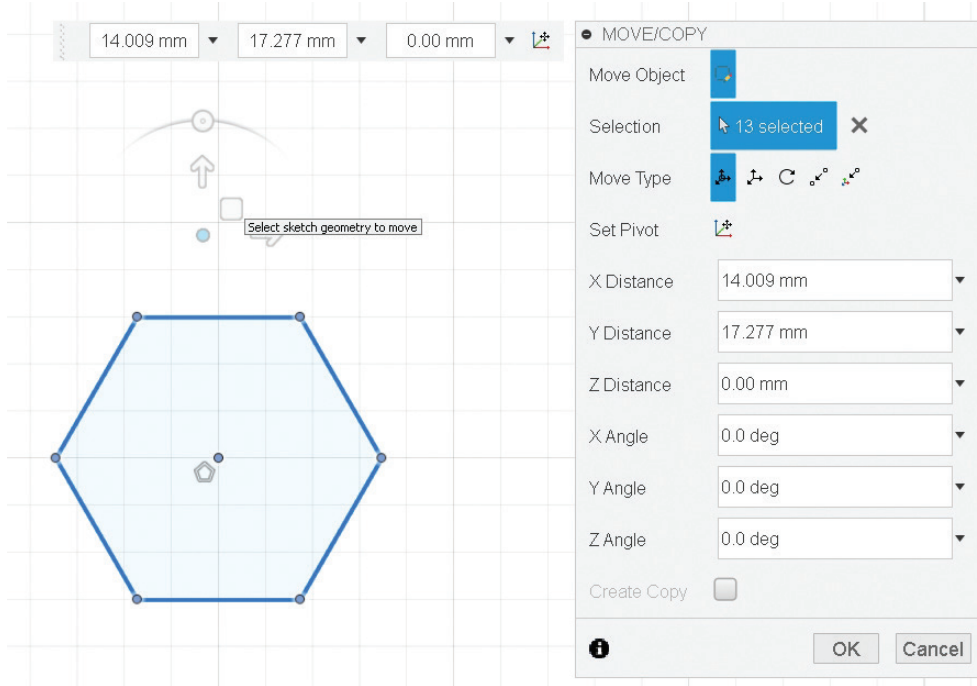 14.009 mm 17.277 mm 0.00 mm
Select sketch geometry to move
MOVE/COPY
Move Object
Selection 13 selected
Move Type
Set Pivot
X Distance 14.009 mm
Y Distance 17.277 mm
Z Distance 0.00 mm
X Angle 0.0 deg
Y Angle 0.0 deg
Z Angle 0.0 deg
Create Copy
OK Cancel